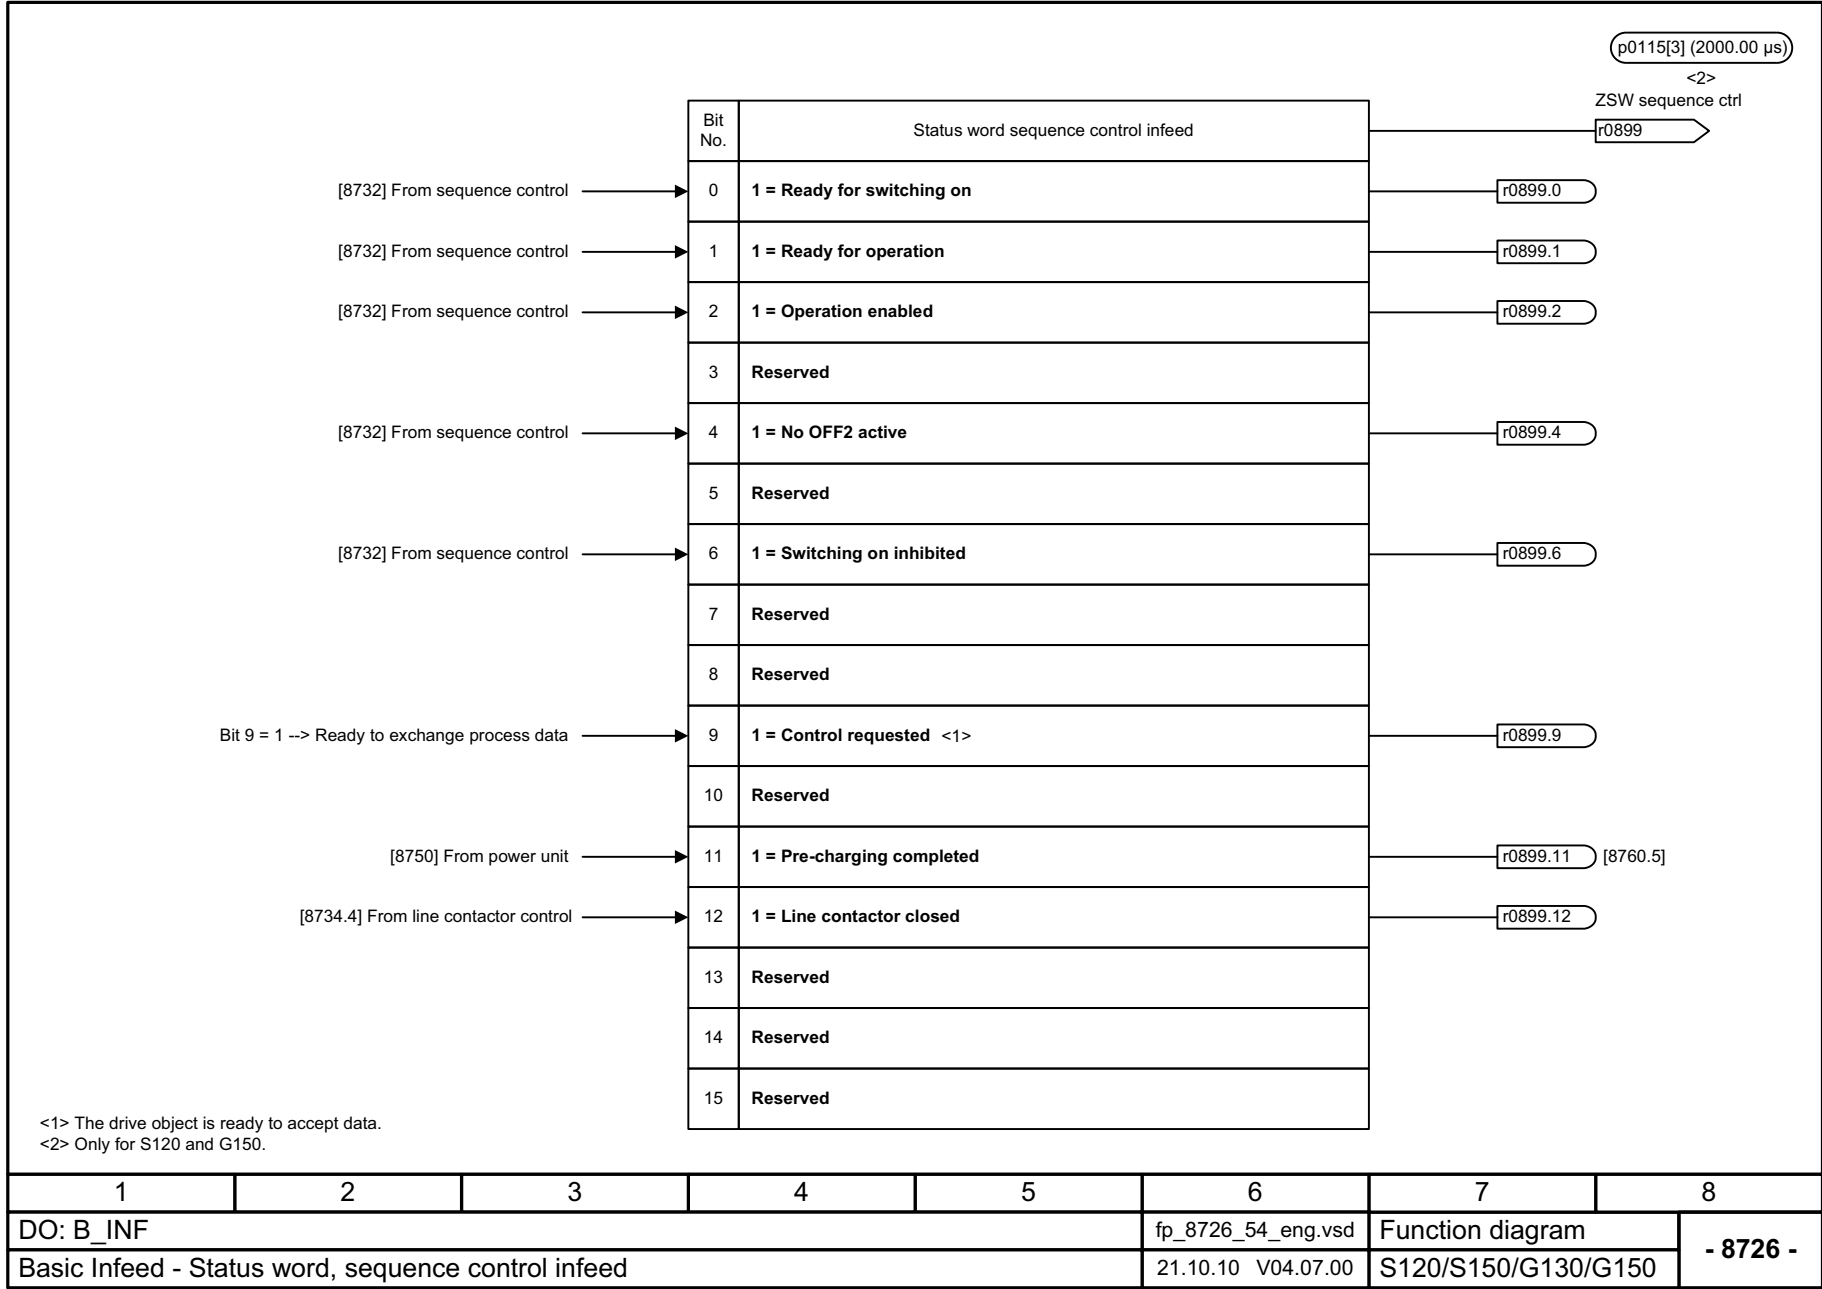 p0115[3] (2000.00 µs)
<2>
ZSW sequence ctrl
Bit No. Status word sequence control infeed r0899
[8732] From sequence control 0 1 = Ready for switching on r0899.0
[8732] From sequence control 1 1 = Ready for operation r0899.1
[8732] From sequence control 2 1 = Operation enabled r0899.2
3 Reserved
[8732] From sequence control 4 1 = No OFF2 active r0899.4
5 Reserved
[8732] From sequence control 6 1 = Switching on inhibited r0899.6
7 Reserved
8 Reserved
Bit 9 = 1 --> Ready to exchange process data 9 1 = Control requested <1> r0899.9
10 Reserved
[8750] From power unit 11 1 = Pre-charging completed r0899.11 [8760.5]
[8734.4] From line contactor control 12 1 = Line contactor closed r0899.12
13 Reserved
14 Reserved
15 Reserved
<1> The drive object is ready to accept data.
<2> Only for S120 and G150.
1 2 3 4 5 6 7 8
DO: B_INF fp_8726_54_eng.vsd Function diagram - 8726 -
Basic Infeed - Status word, sequence control infeed 21.10.10 V04.07.00 S120/S150/G130/G150